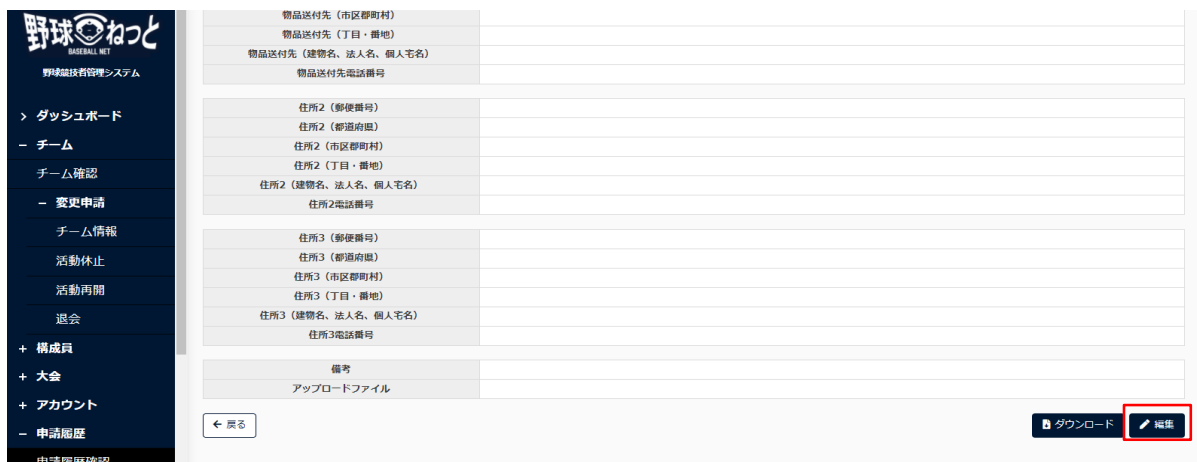 野球ねっと
BASEBALL NET
野球競技者管理システム
ダッシュボード
チーム
チーム確認
変更申請
チーム情報
活動休止
活動再開
退会
構成員
大会
アカウント
申請履歴
申請履歴確認
物品送付先（市区郡町村）
物品送付先（丁目・番地）
物品送付先（建物名、法人名、個人宅名）
物品送付先電話番号
住所2（郵便番号）
住所2（都道府県）
住所2（市区郡町村）
住所2（丁目・番地）
住所2（建物名、法人名、個人宅名）
住所2電話番号
住所3（郵便番号）
住所3（都道府県）
住所3（市区郡町村）
住所3（丁目・番地）
住所3（建物名、法人名、個人宅名）
住所3電話番号
備考
アップロードファイル
戻る
ダウンロード
編集